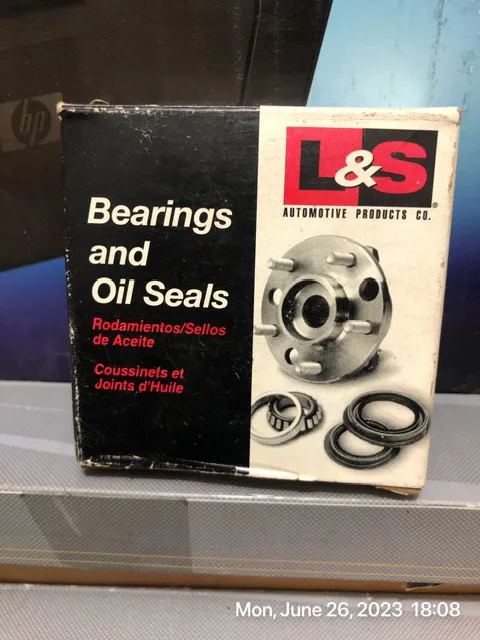 hp
L&S
®
AUTOMOTIVE PRODUCTS CO.
Bearings
and
Oil Seals
Rodamientos/Sellos
de Aceite
Coussinets et
Joints d'Huile
Mon, June 26, 2023 18:08